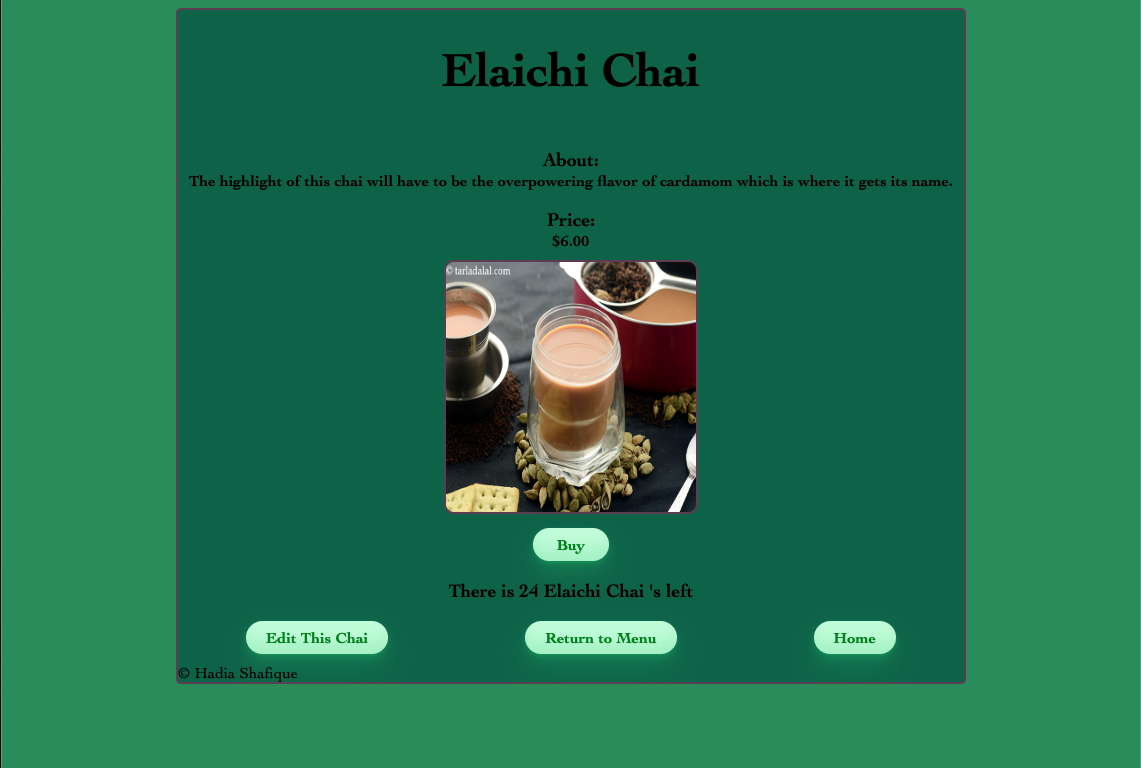 Elaichi Chai
About:
The highlight of this chai will have to be the overpowering flavor of cardamom which is where it gets its name.
Price:
$6.00
© tarladalal.com
Buy
There is 24 Elaichi Chai 's left
Edit This Chai
Return to Menu
Home
© Hadia Shafique